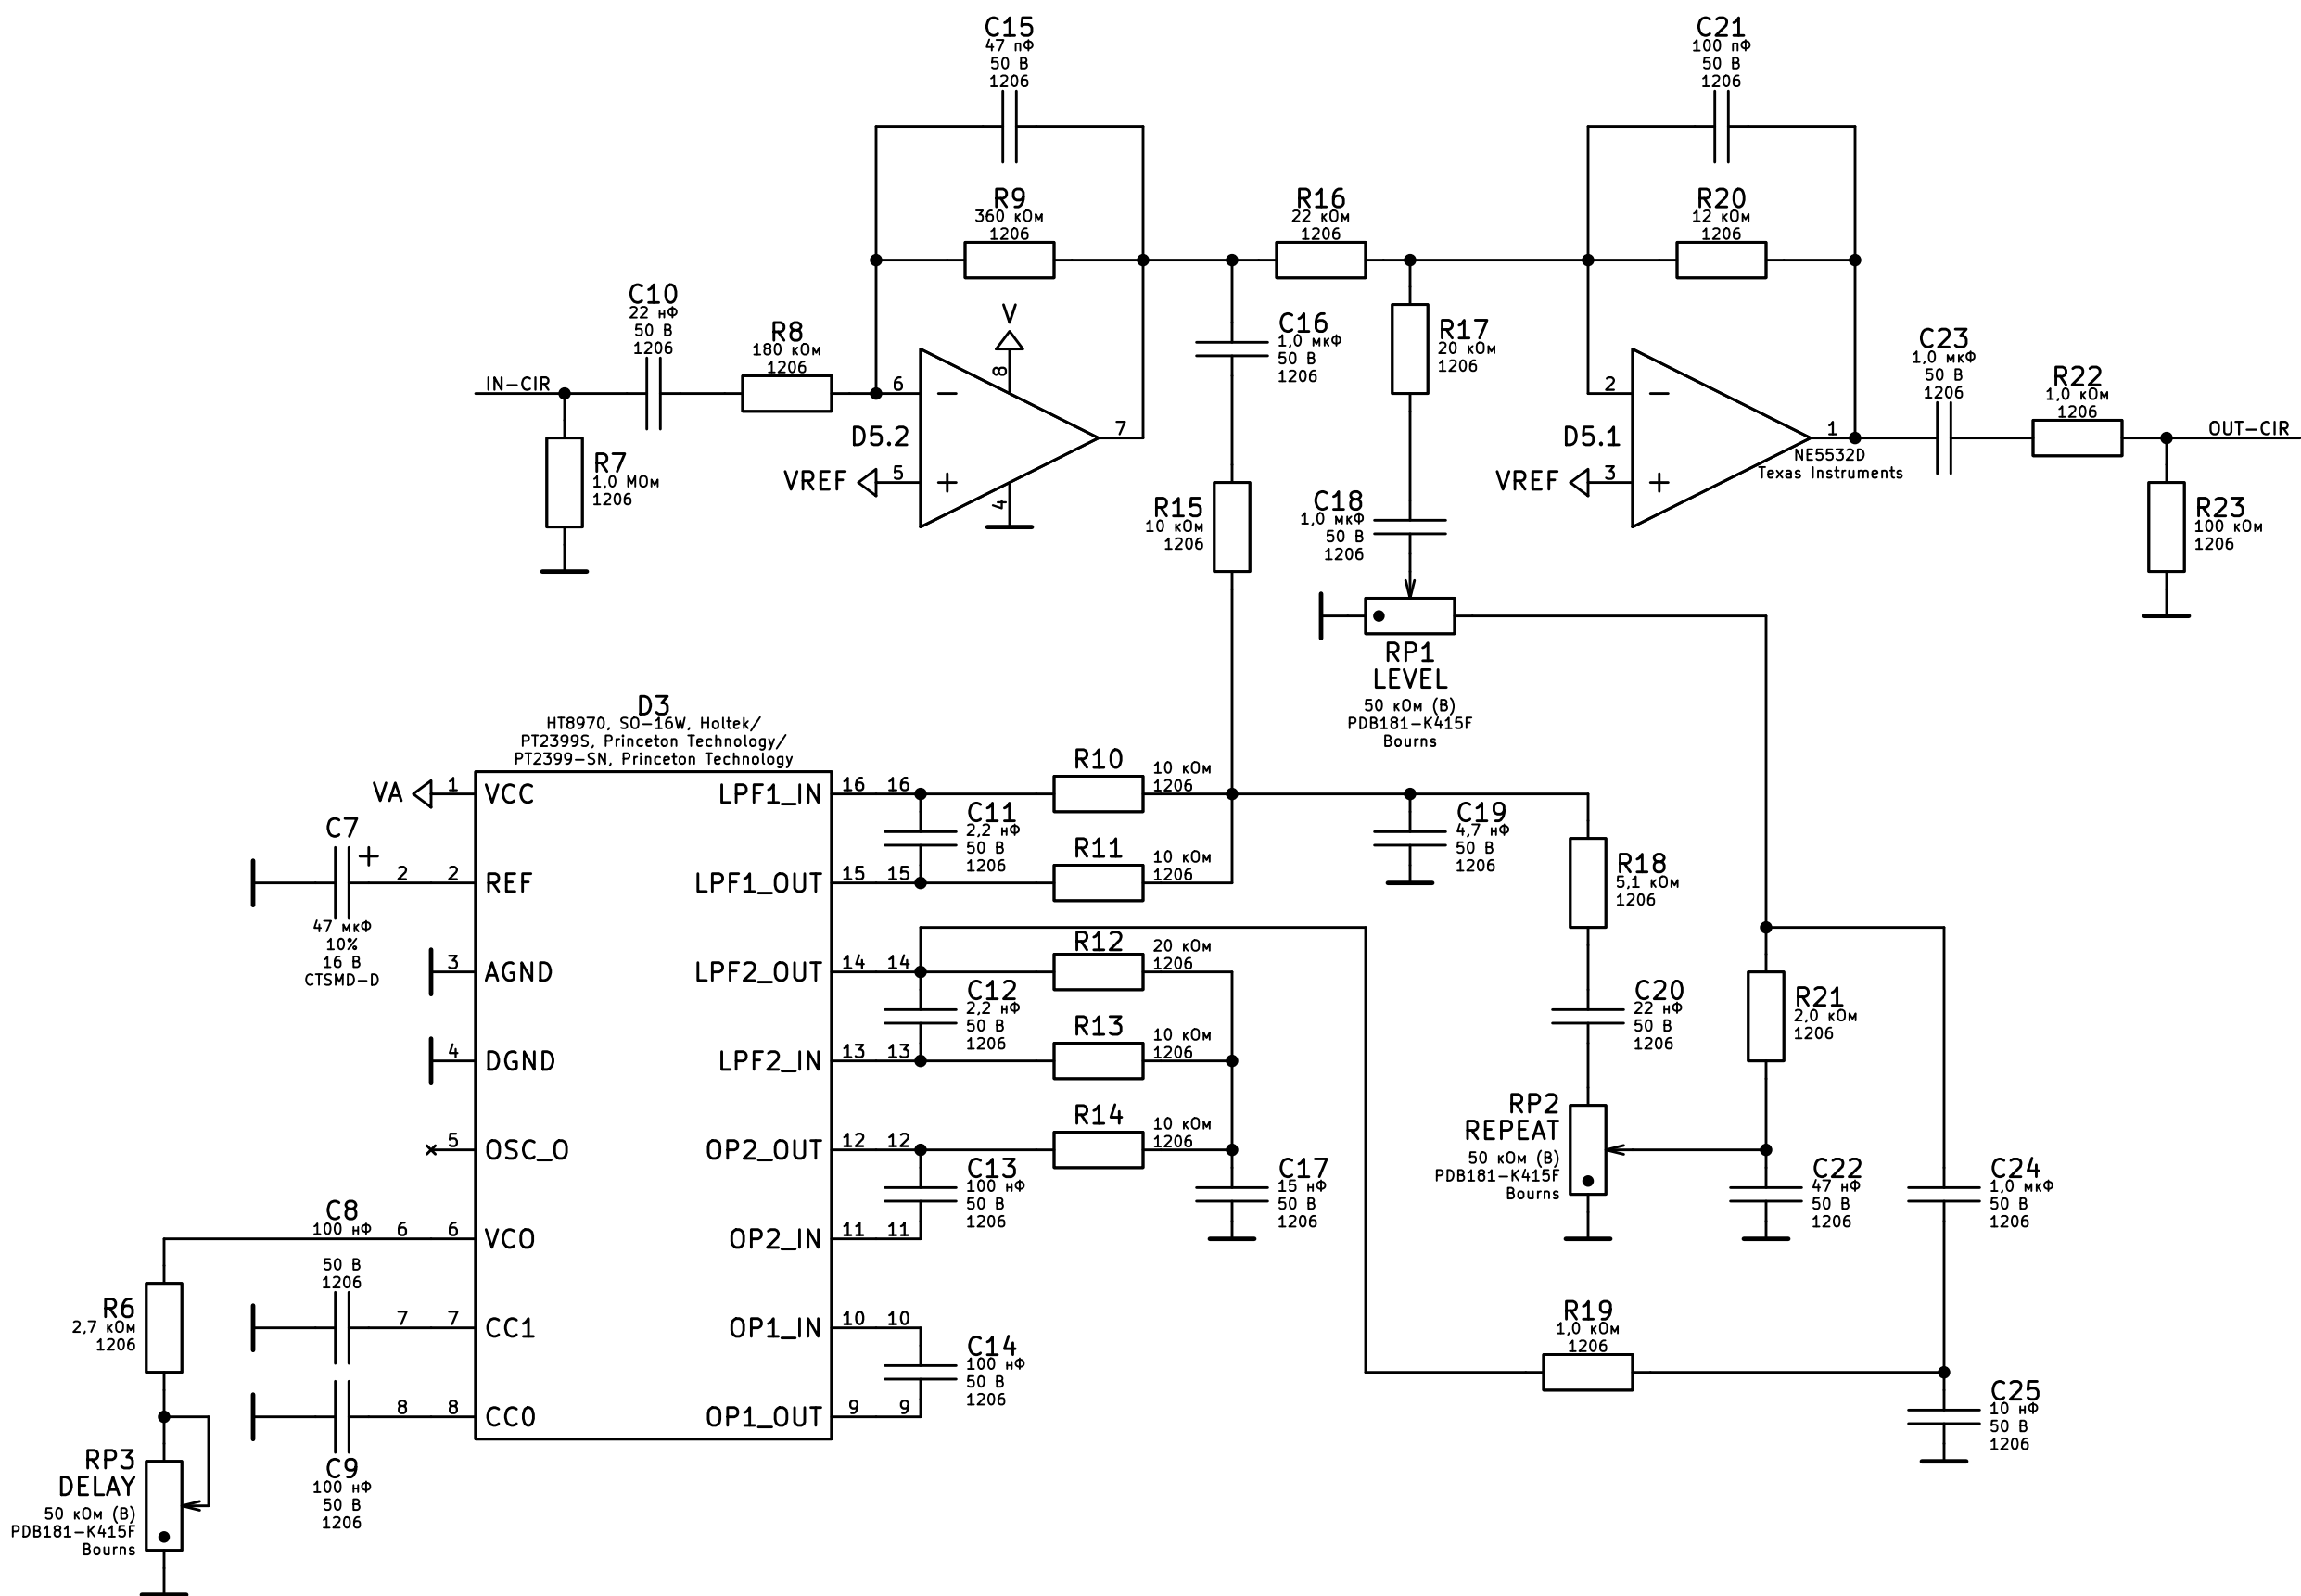 C15
47 пФ
50 В
1206
C21
100 пФ
50 В
1206
R9
360 кОм
1206
R16
22 кОм
1206
R20
12 кОм
1206
C10
22 нФ
50 В
1206
R8
180 кОм
1206
V
8
IN-CIR
6
D5.2
7
VREF
5
4
R7
1,0 МОм
1206
C16
1,0 мкФ
50 В
1206
R17
20 кОм
1206
R15
10 кОм
1206
C18
1,0 мкФ
50 В
1206
2
D5.1
1
NE5532D
Texas Instruments
VREF
3
C23
1,0 мкФ
50 В
1206
R22
1,0 кОм
1206
OUT-CIR
R23
100 кОм
1206
RP1
LEVEL
50 кОм (B)
PDB181-K415F
Bourns
D3
HT8970, SO-16W, Holtek/
PT2399S, Princeton Technology/
PT2399-SN, Princeton Technology
VA
1
VCC
LPF1_IN
16
16
R10
10 кОм
1206
C7
+
47 мкФ
10%
16 В
CTSMD-D
2
2
REF
C11
2,2 нФ
50 В
1206
LPF1_OUT
15
15
R11
10 кОм
1206
C19
4,7 нФ
50 В
1206
R18
5,1 кОм
1206
3
AGND
LPF2_OUT
14
14
R12
20 кОм
1206
C12
2,2 нФ
50 В
1206
4
DGND
LPF2_IN
13
13
R13
10 кОм
1206
C20
22 нФ
50 В
1206
R21
2,0 кОм
1206
5
OSC_O
OP2_OUT
12
12
R14
10 кОм
1206
RP2
REPEAT
50 кОм (B)
PDB181-K415F
Bourns
C13
100 нФ
50 В
1206
C17
15 нФ
50 В
1206
C22
47 нФ
50 В
1206
C24
1,0 мкФ
50 В
1206
C8
100 нФ
50 В
1206
6
6
VCO
OP2_IN
11
11
R6
2,7 кОм
1206
7
7
CC1
OP1_IN
10
10
C14
100 нФ
50 В
1206
R19
1,0 кОм
1206
8
8
CC0
OP1_OUT
9
9
C25
10 нФ
50 В
1206
RP3
DELAY
50 кОм (B)
PDB181-K415F
Bourns
C9
100 нФ
50 В
1206